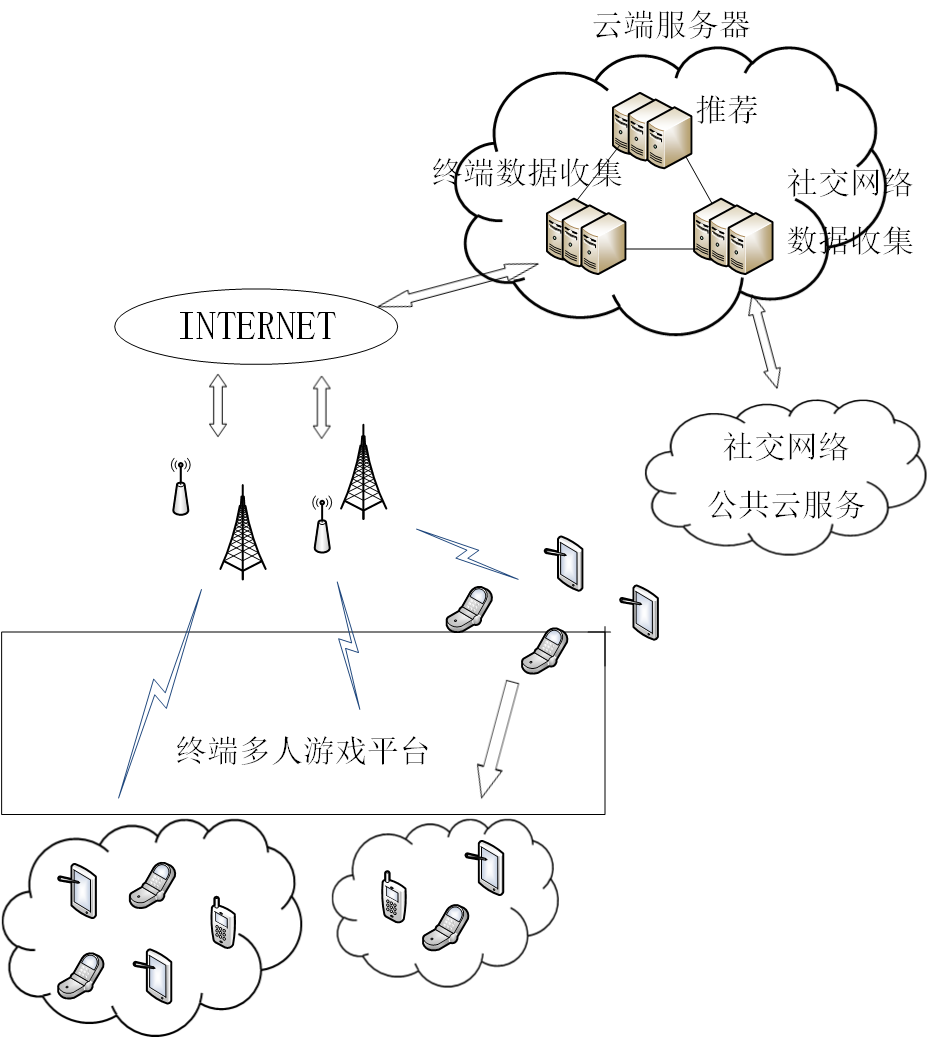 云端服务器
推荐
终端数据收集
社交网络
数据收集
INTERNET
社交网络
公共云服务
终端多人游戏平台